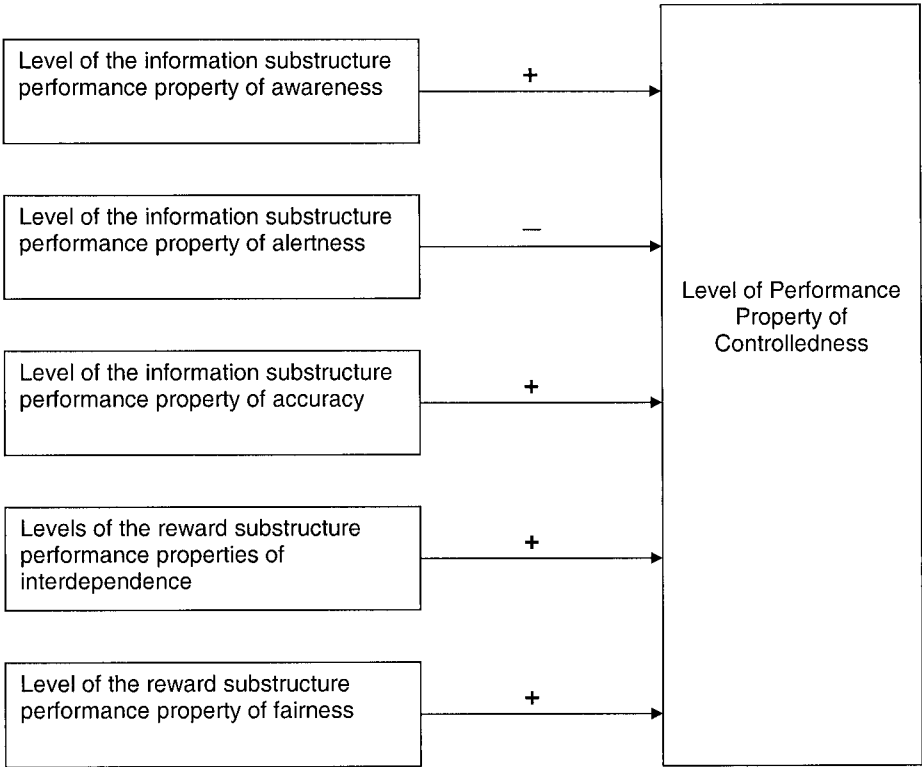 Level of the information substructure
performance property of awareness
+
Level of the information substructure
performance property of alertness
—
Level of Performance
Property of
Controlledness
Level of the information substructure
performance property of accuracy
+
Levels of the reward substructure
performance properties of
interdependence
+
Level of the reward substructure
performance property of fairness
+